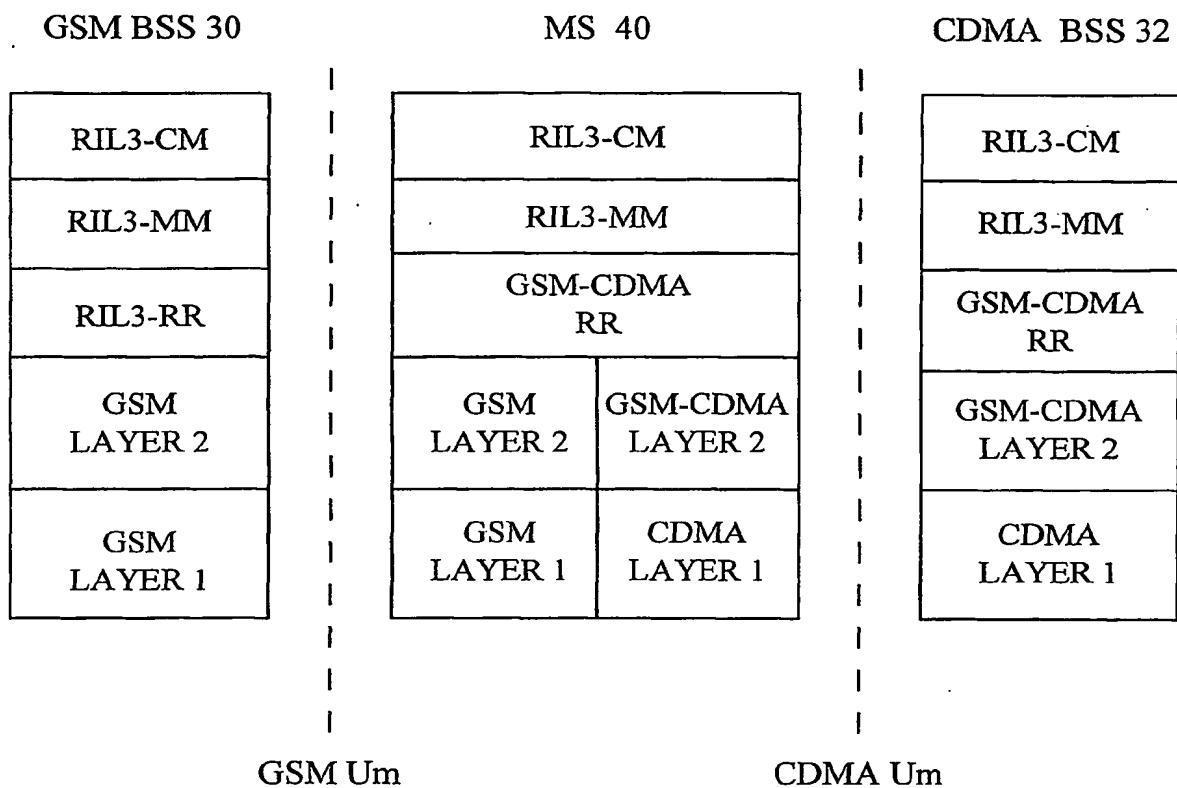 GSM BSS 30
MS 40
CDMA BSS 32
RIL3-CM
RIL3-MM
RIL3-RR
GSM
LAYER 2
GSM
LAYER 1
RIL3-CM
RIL3-MM
GSM-CDMA
RR
GSM
LAYER 2
GSM-CDMA
LAYER 2
GSM
LAYER 1
CDMA
LAYER 1
RIL3-CM
RIL3-MM
GSM-CDMA
RR
GSM-CDMA
LAYER 2
CDMA
LAYER 1
GSM Um
CDMA Um